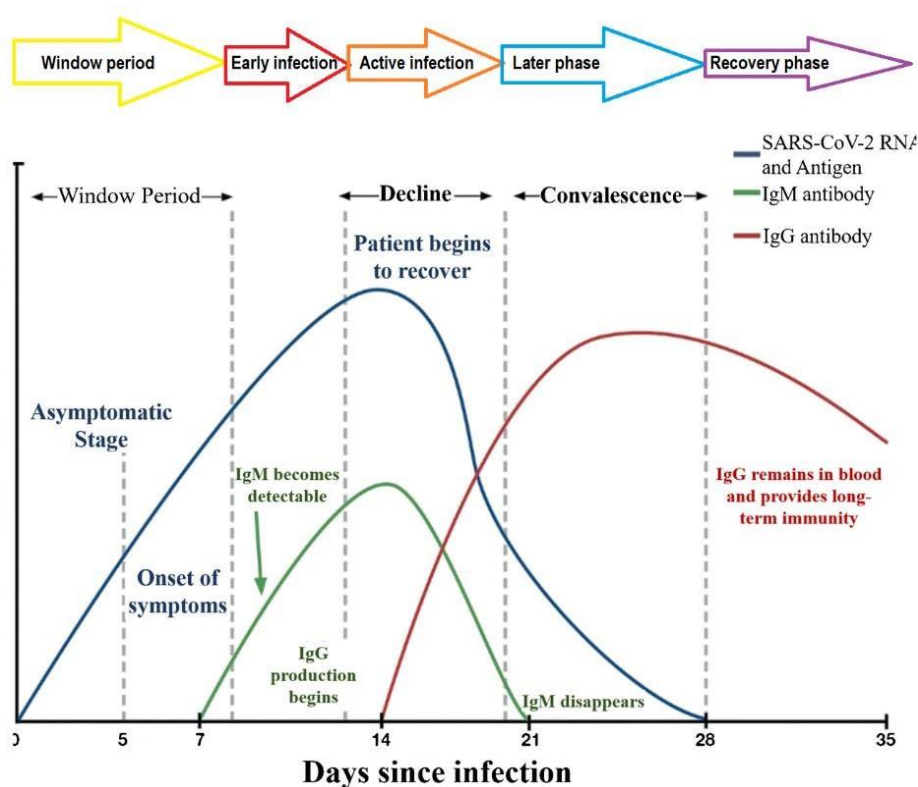 Window period
Early infection
Active infection
Later phase
Recovery phase
SARS-CoV-2 RNA
and Antigen
IgM antibody
IgG antibody
Window Period
Decline
Convalescence
Patient begins
to recover
Asymptomatic
Stage
IgM becomes
detectable
IgG remains in blood
and provides long-
term immunity
Onset of
symptoms
IgG
production
begins
IgM disappears
0
5
7
14
21
28
35
Days since infection